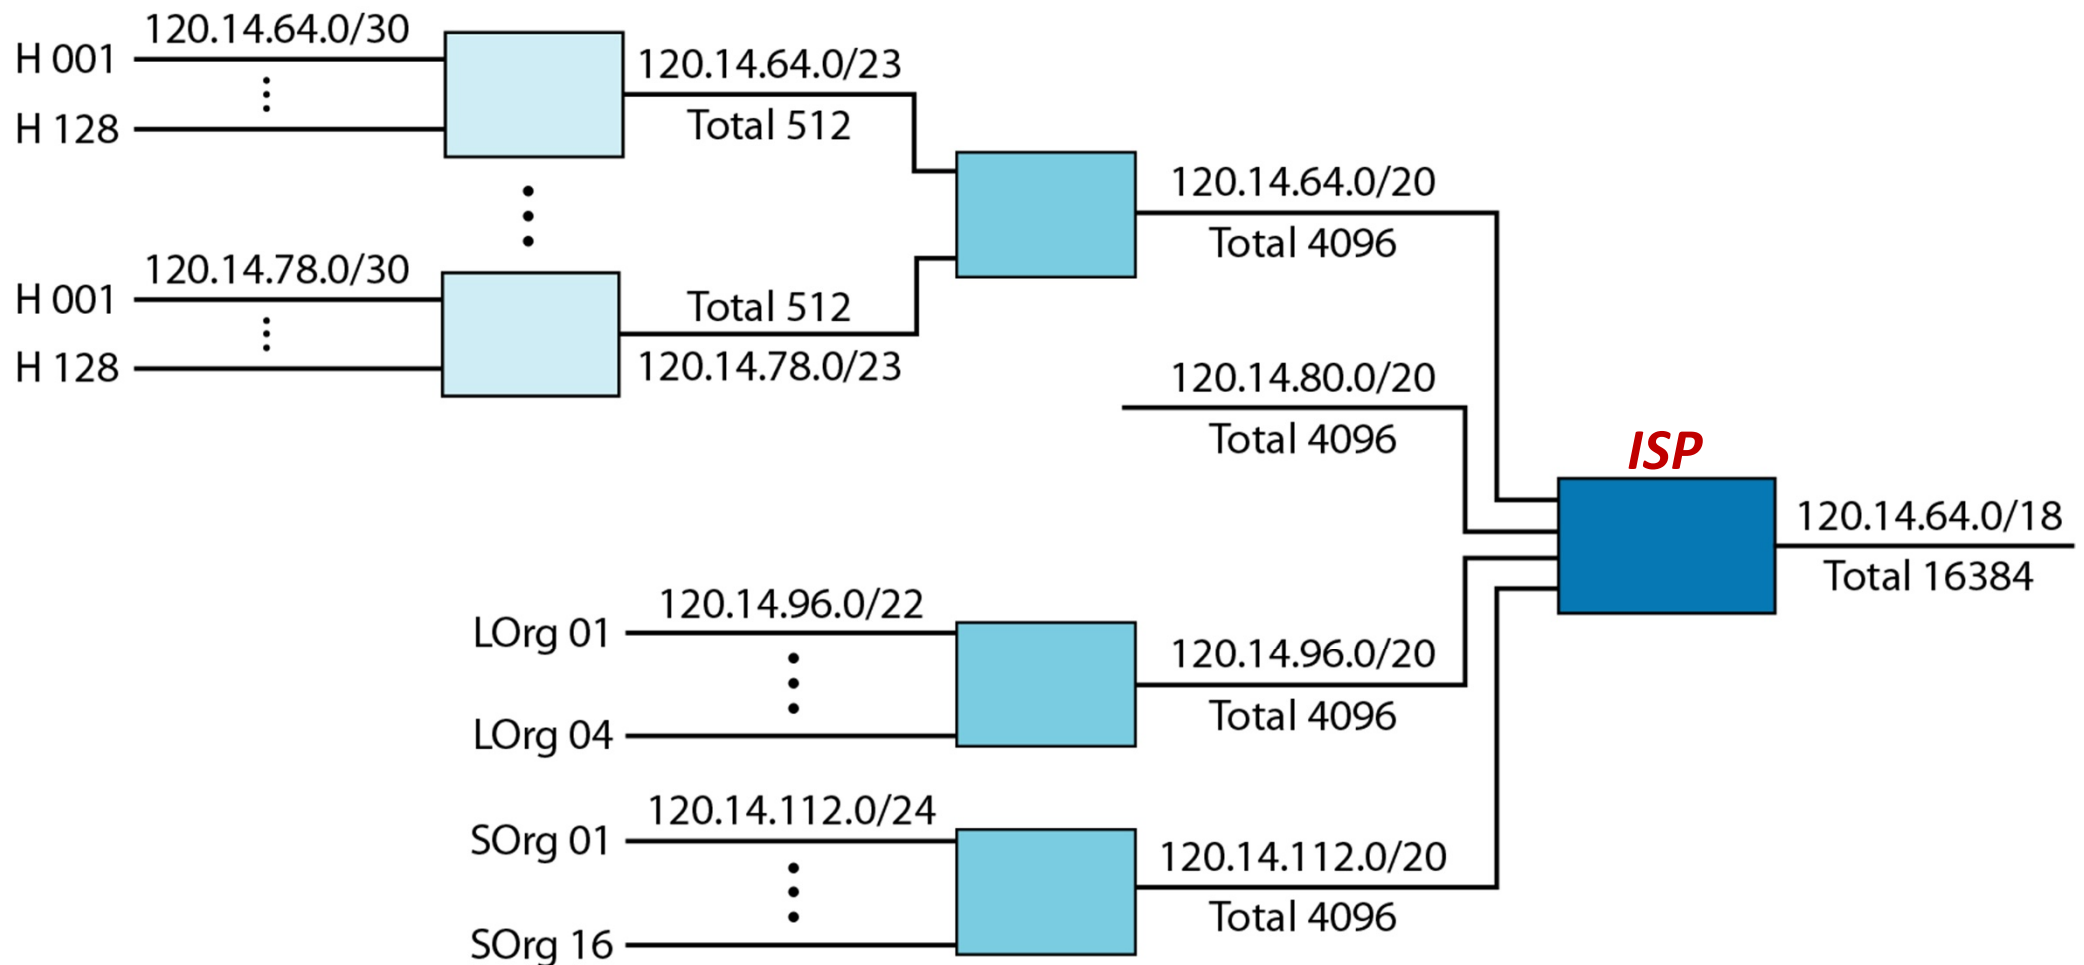 120.14.64.0/30
H 001
H 128
120.14.64.0/23
Total 512
120.14.78.0/30
H 001
H 128
Total 512
120.14.78.0/23
120.14.64.0/20
Total 4096
120.14.80.0/20
Total 4096
ISP
120.14.64.0/18
Total 16384
120.14.96.0/22
LOrg 01
LOrg 04
120.14.96.0/20
Total 4096
120.14.112.0/24
SOrg 01
SOrg 16
120.14.112.0/20
Total 4096